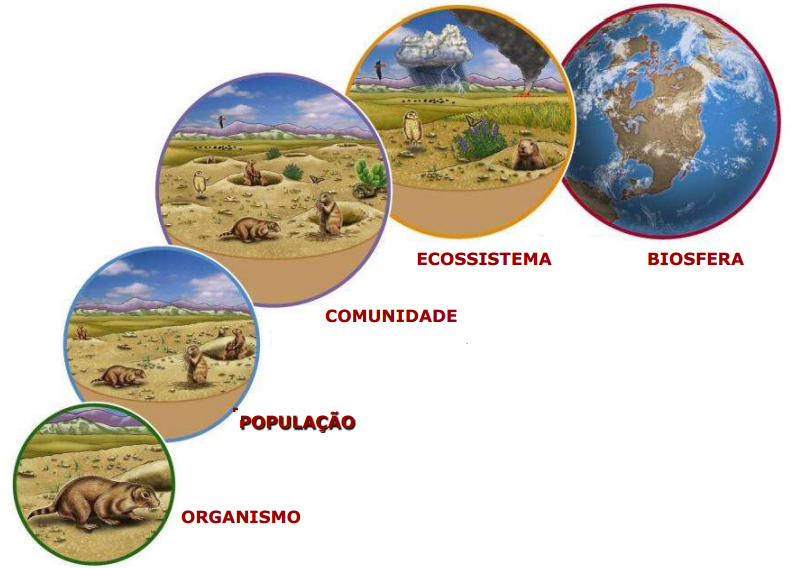 ECOSSISTEMA
BIOSFERA
COMUNIDADE
POPULAÇÃO
ORGANISMO